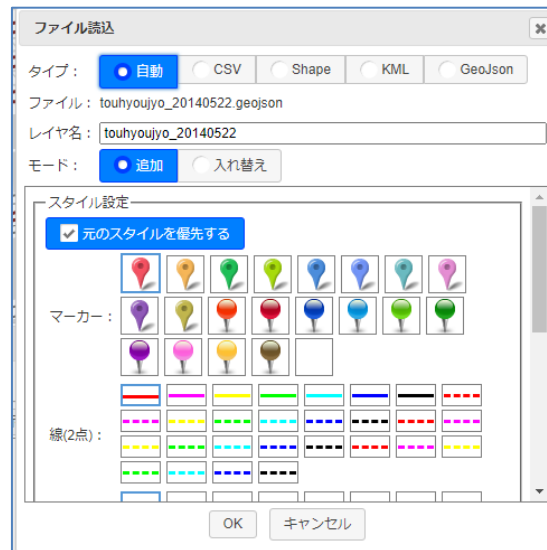 ファイル読込
タイプ： 自動 CSV Shape KML GeoJson
ファイル： touhyoujyo_20140522.geojson
レイヤ名： touhyoujyo_20140522
モード： 追加 入れ替え
スタイル設定
元のスタイルを優先する
マーカー：
線(2点)：
OK キャンセル